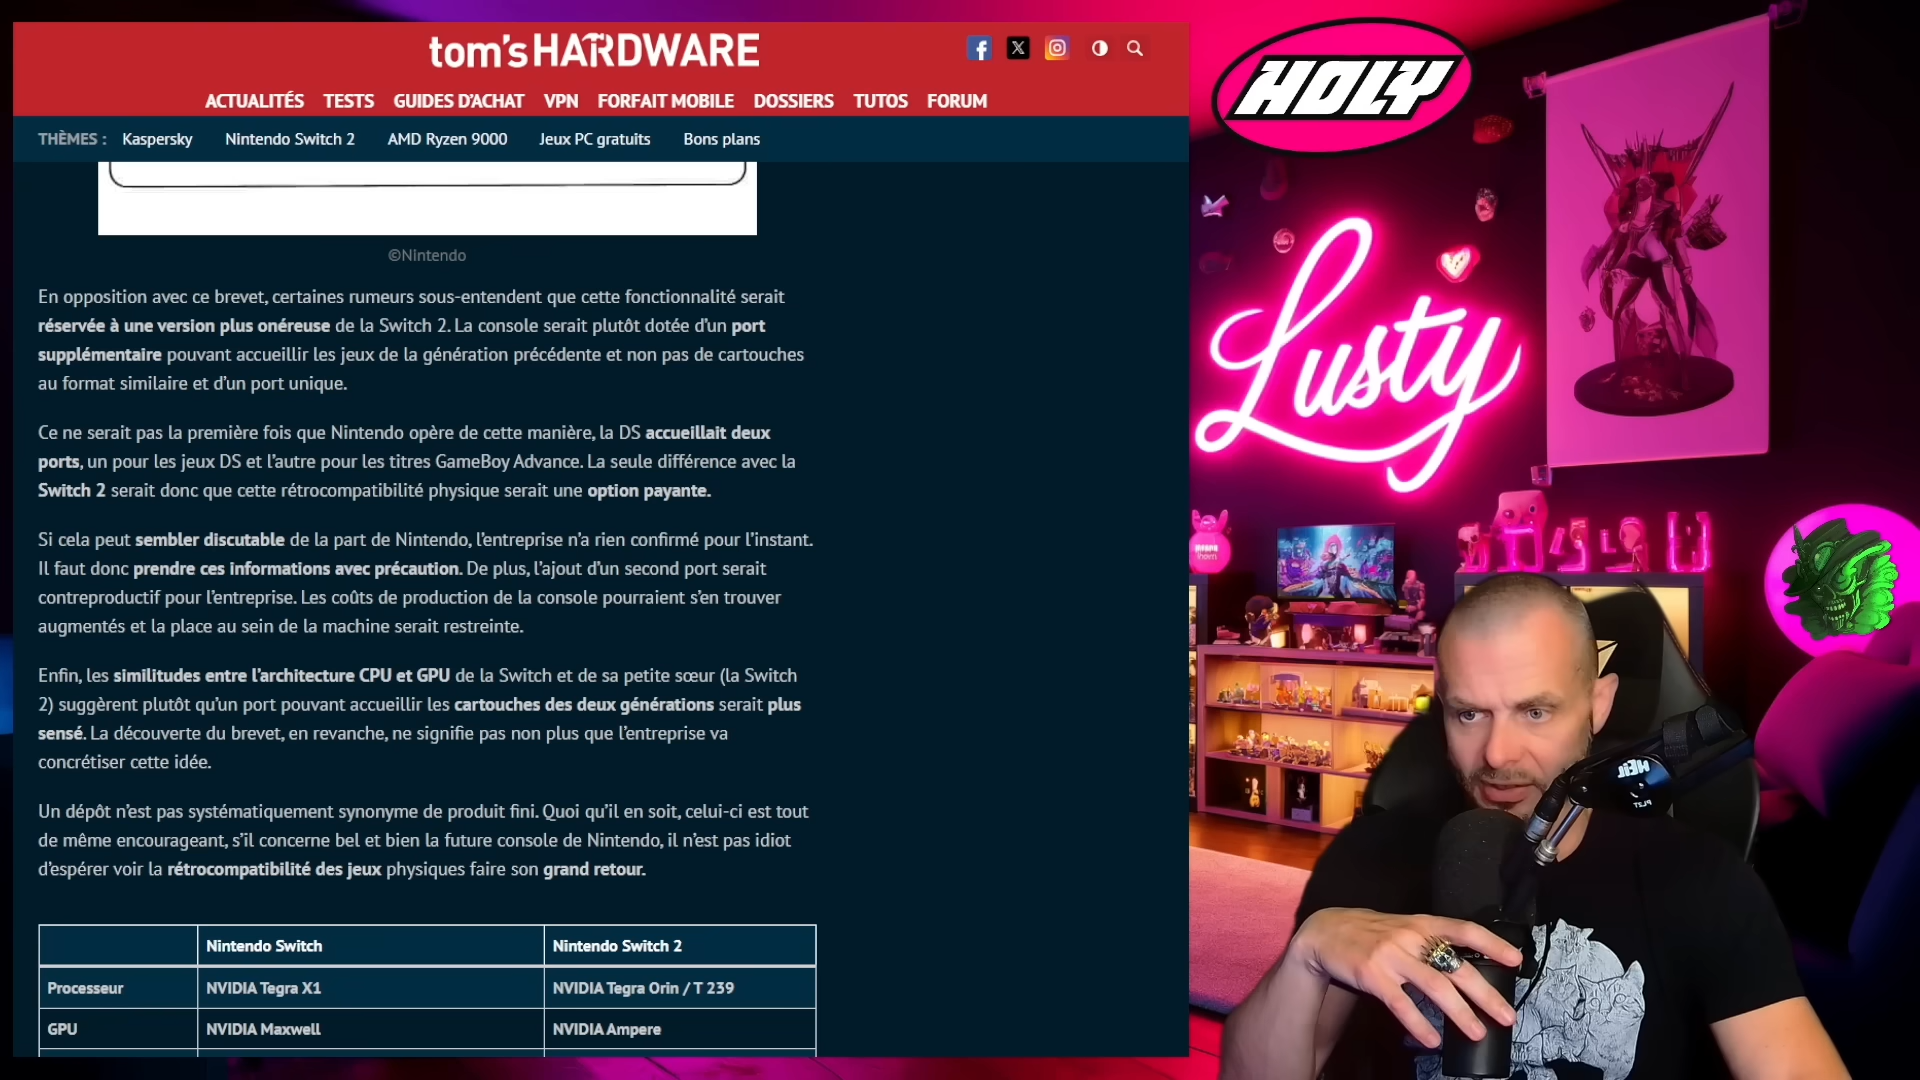 tom's HARDWARE
ACTUALITÉS TESTS GUIDES D'ACHAT VPN FORFAIT MOBILE DOSSIERS TUTOS FORUM
THÈMES : Kaspersky Nintendo Switch 2 AMD Ryzen 9000 Jeux PC gratuits Bons plans
©Nintendo
En opposition avec ce brevet, certaines rumeurs sous-entendent que cette fonctionnalité serait
réservée à une version plus onéreuse de la Switch 2. La console serait plutôt dotée d'un port
supplémentaire pouvant accueillir les jeux de la génération précédente et non pas de cartouches
au format similaire et d'un port unique.
Ce ne serait pas la première fois que Nintendo opère de cette manière, la DS accueillait deux
ports, un pour les jeux DS et l'autre pour les titres GameBoy Advance. La seule différence avec la
Switch 2 serait donc que cette rétrocompatibilité physique serait une option payante.
Si cela peut sembler discutable de la part de Nintendo, l'entreprise n'a rien confirmé pour l'instant.
Il faut donc prendre ces informations avec précaution. De plus, l'ajout d'un second port serait
contreproductif pour l'entreprise. Les coûts de production de la console pourraient s'en trouver
augmentés et la place au sein de la machine serait restreinte.
Enfin, les similitudes entre l'architecture CPU et GPU de la Switch et de sa petite sœur (la Switch
2) suggèrent plutôt qu'un port pouvant accueillir les cartouches des deux générations serait plus
sensé. La découverte du brevet, en revanche, ne signifie pas non plus que l'entreprise va
concrétiser cette idée.
Un dépôt n'est pas systématiquement synonyme de produit fini. Quoi qu'il en soit, celui-ci est tout
de même encourageant, s'il concerne bel et bien la future console de Nintendo, il n'est pas idiot
d'espérer voir la rétrocompatibilité des jeux physiques faire son grand retour.
Nintendo Switch Nintendo Switch 2
Processeur NVIDIA Tegra X1 NVIDIA Tegra Orin / T 239
GPU NVIDIA Maxwell NVIDIA Ampere
HOLY
Lusty
HEiL